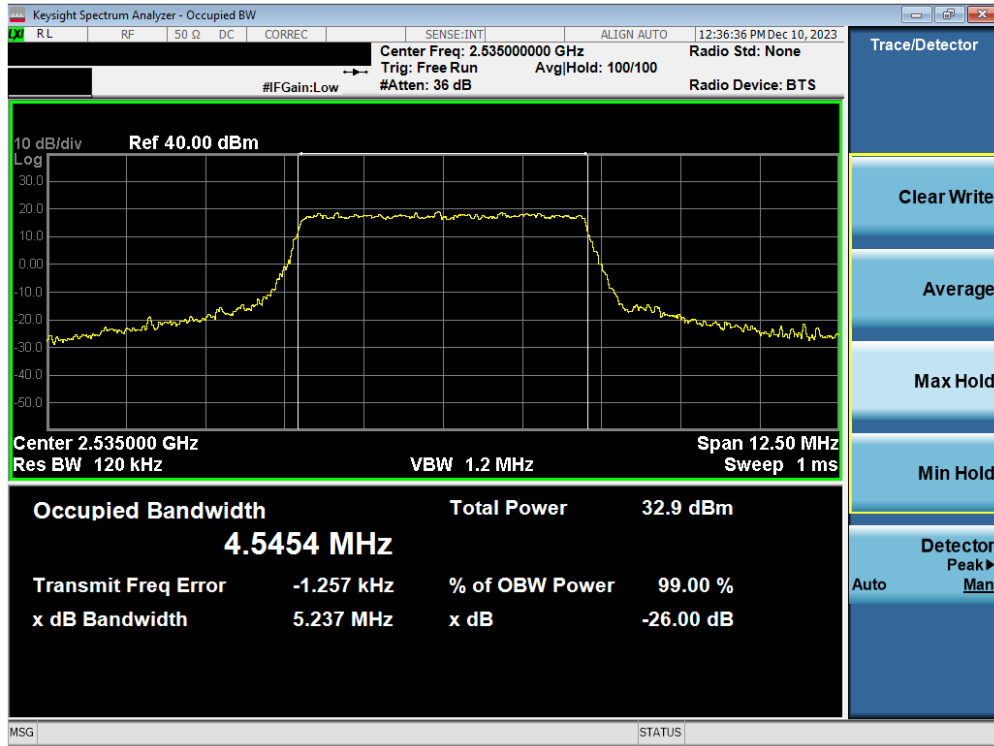 Keysight Spectrum Analyzer - Occupied BW
LXI RL RF 50 Ω DC CORREC SENSE:INT ALIGN AUTO 12:36:36 PM Dec 10, 2023
Center Freq: 2.535000000 GHz Radio Std: None
Trig: Free Run Avg|Hold: 100/100
#IFGain:Low #Atten: 36 dB Radio Device: BTS
Trace/Detector
10 dB/div Ref 40.00 dBm
Log
30.0
20.0
10.0
0.00
-10.0
-20.0
-30.0
-40.0
-50.0
Center 2.535000 GHz Span 12.50 MHz
Res BW 120 kHz VBW 1.2 MHz Sweep 1 ms
Occupied Bandwidth Total Power 32.9 dBm
4.5454 MHz
Transmit Freq Error -1.257 kHz % of OBW Power 99.00 %
x dB Bandwidth 5.237 MHz x dB -26.00 dB
Clear Write
Average
Max Hold
Min Hold
Detector
Peak▶
Auto Man
MSG STATUS